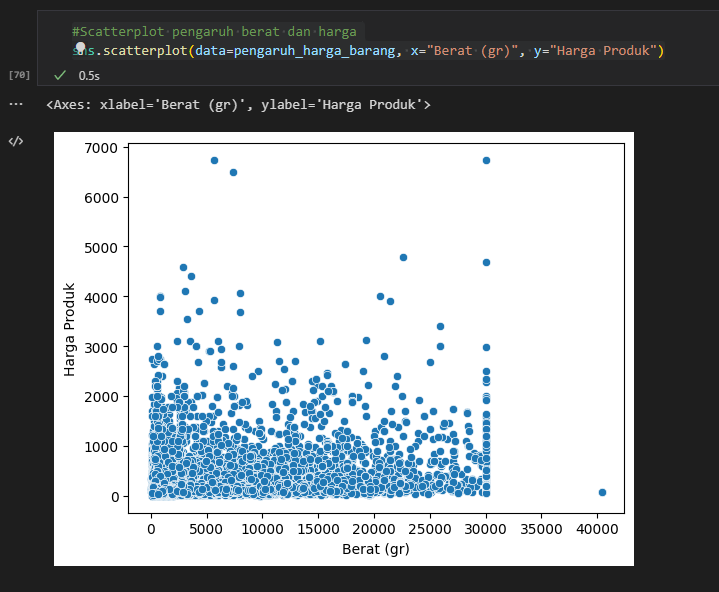 #Scatterplot pengaruh berat dan harga
sns.scatterplot(data=pengaruh_harga_barang, x="Berat (gr)", y="Harga Produk")
[70]
0.5s
<Axes: xlabel='Berat (gr)', ylabel='Harga Produk'>
7000
6000
5000
4000
3000
2000
1000
0
Harga Produk
0 5000 10000 15000 20000 25000 30000 35000 40000
Berat (gr)